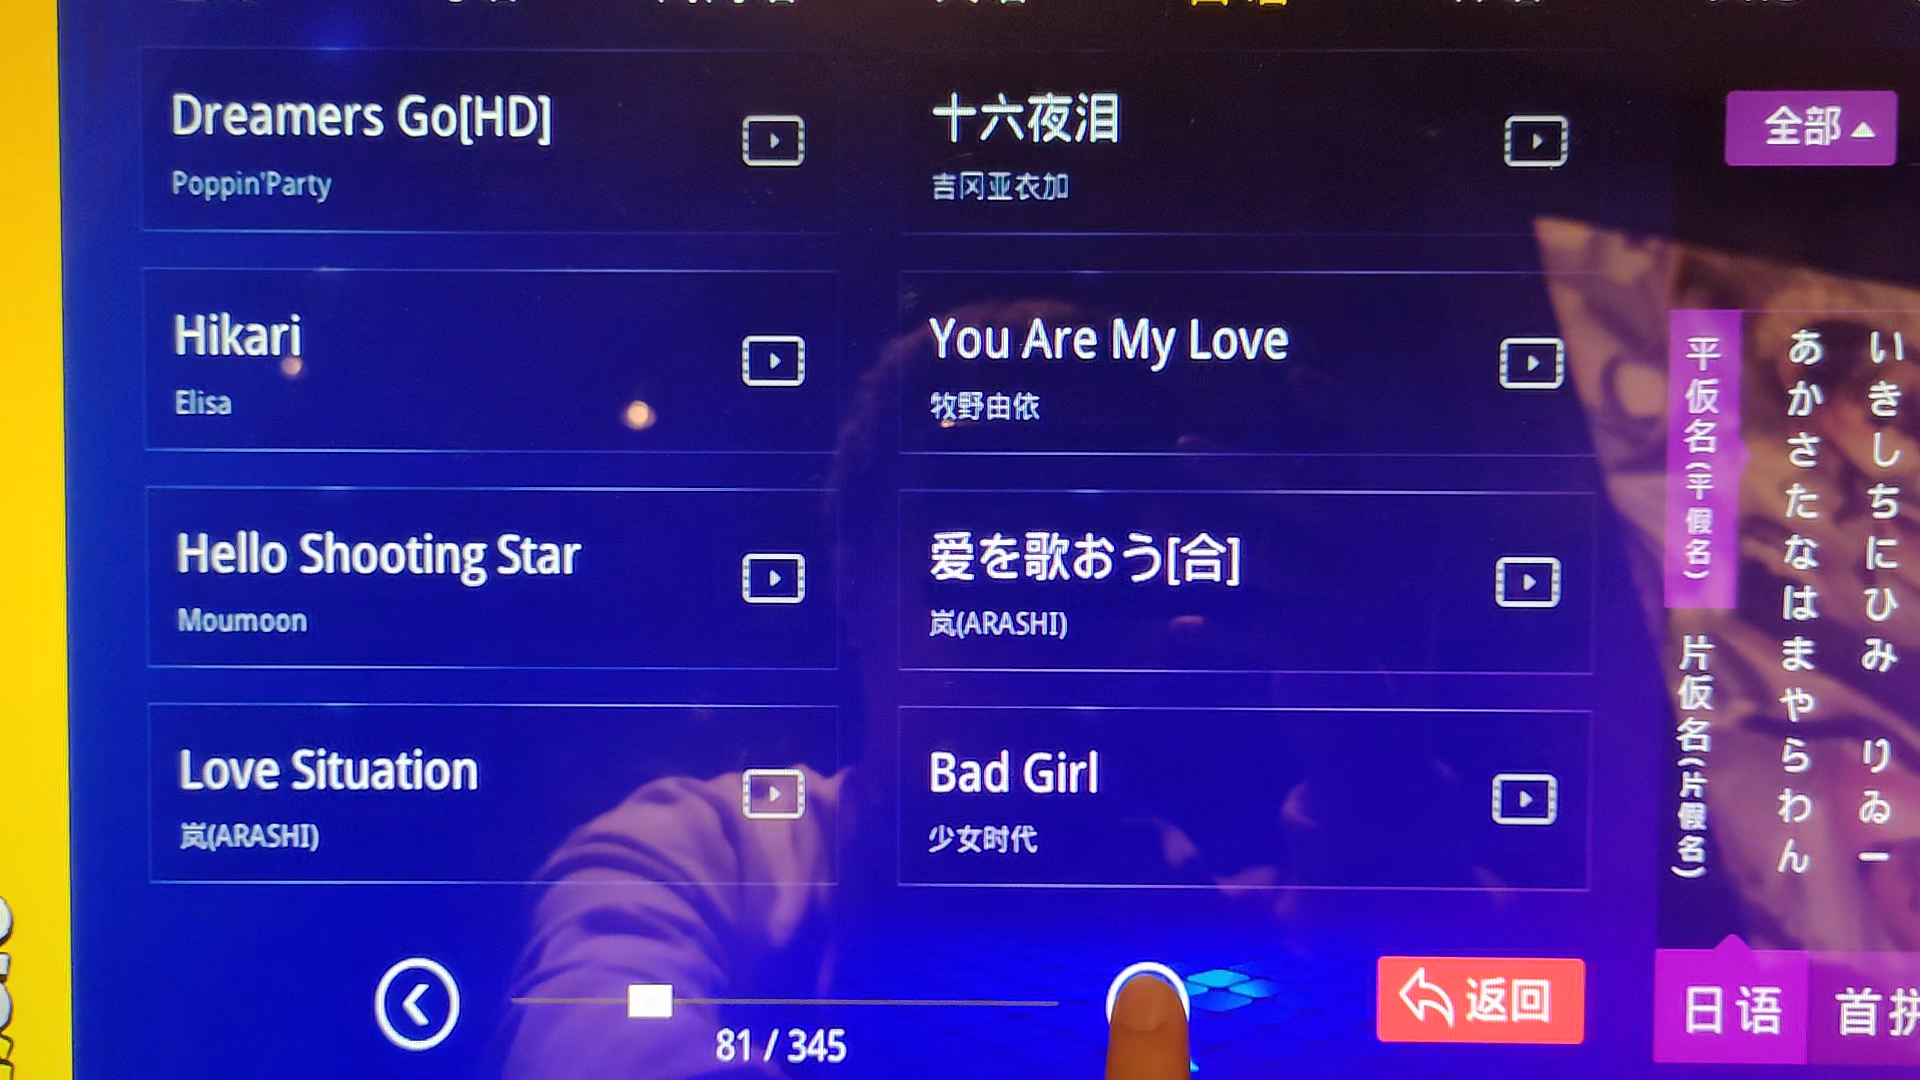 Dreamers Go[HD]
Poppin'Party
十六夜泪
吉冈亚衣加
全部
Hikari
Elisa
You Are My Love
牧野由依
Hello Shooting Star
Moumoon
爱を歌おう[合]
岚(ARASHI)
Love Situation
岚(ARASHI)
Bad Girl
少女时代
平仮名(平假名)
片仮名(片假名)
あかさたなはまやらわん
いきしちにひみ りゐー
81 / 345
返回
日语
首拼